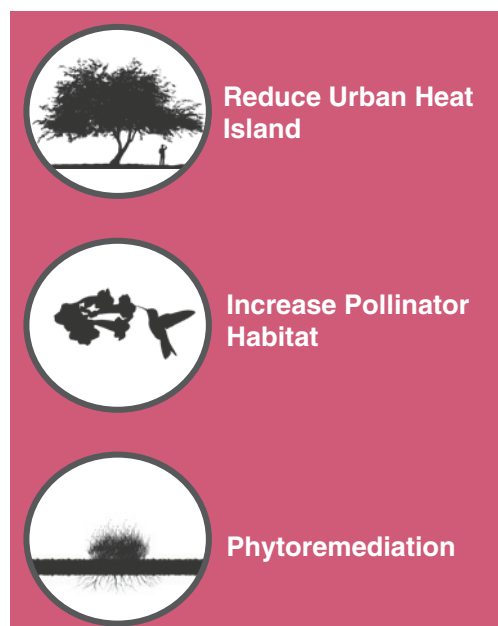 Reduce Urban Heat
Island
Increase Pollinator
Habitat
Phytoremediation